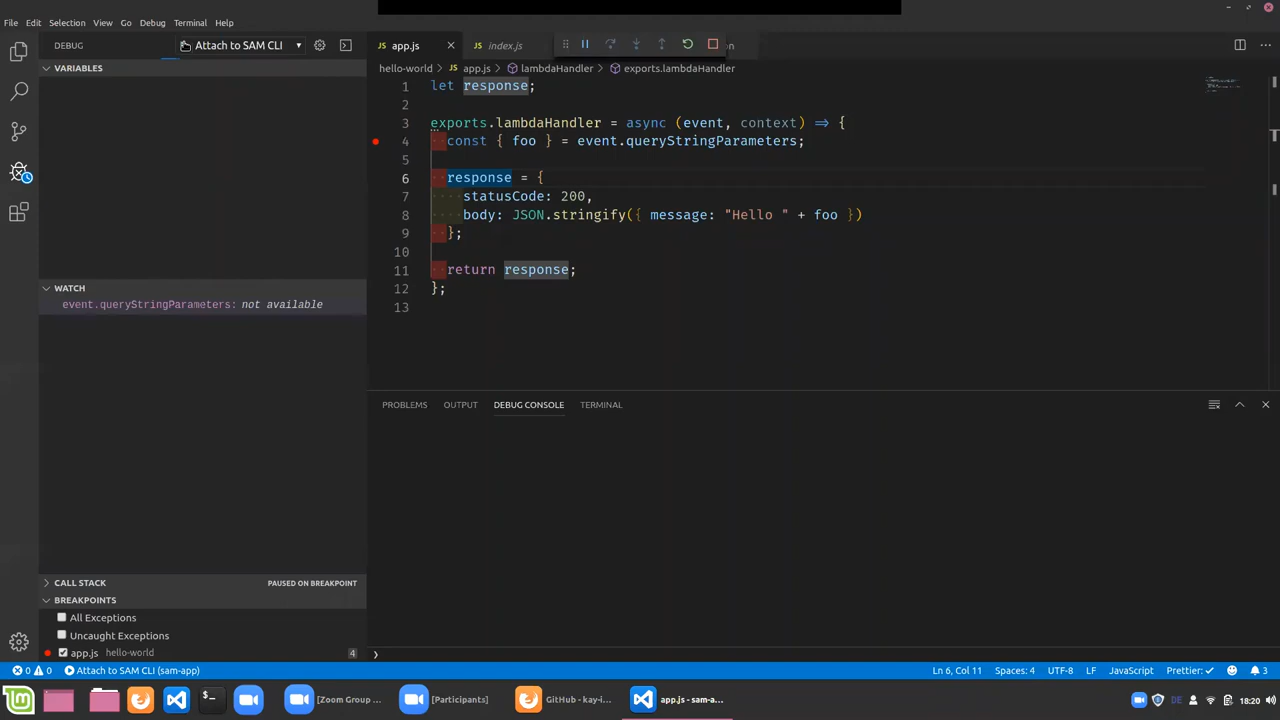 File Edit Selection View Go Debug Terminal Help
DEBUG Attach to SAM CLI
app.js index.js on
VARIABLES
hello-world > app.js > lambdaHandler > exports.lambdaHandler
1 let response;
2
3 exports.lambdaHandler = async (event, context) => {
4 const { foo } = event.queryStringParameters;
5
6 response = {
7 statusCode: 200,
8 body: JSON.stringify({ message: "Hello " + foo })
9 };
10
11 return response;
12 };
13
WATCH
event.queryStringParameters: not available
PROBLEMS OUTPUT DEBUG CONSOLE TERMINAL
CALL STACK PAUSED ON BREAKPOINT
BREAKPOINTS
All Exceptions
Uncaught Exceptions
app.js hello-world 4
0 0 Attach to SAM CLI (sam-app) Ln 6, Col 11 Spaces: 4 UTF-8 LF JavaScript Prettier: ✓ 3
[Zoom Group ... [Participants] GitHub - kay-i... app.js - sam-a... DE 18:20